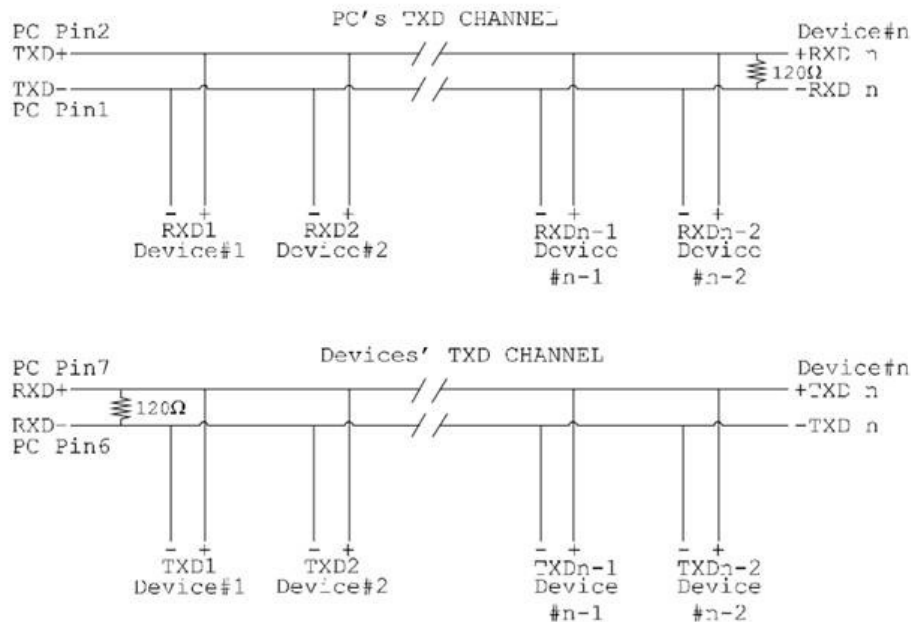 PC's TXD CHANNEL
PC Pin2
Device#n
TXD+
+RXD n
120Ω
TXD-
-RXD n
PC Pin1
- + - + - + - +
RXD1 RXD2 RXDn-1 RXDn-2
Device#1 Device#2 Device Device
#n-1 #n-2
Devices' TXD CHANNEL
PC Pin7
Device#n
RXD+
+TXD n
120Ω
RXD-
-TXD n
PC Pin6
- + - + - + - +
TXD1 TXD2 TXDn-1 TXDn-2
Device#1 Device#2 Device Device
#n-1 #n-2